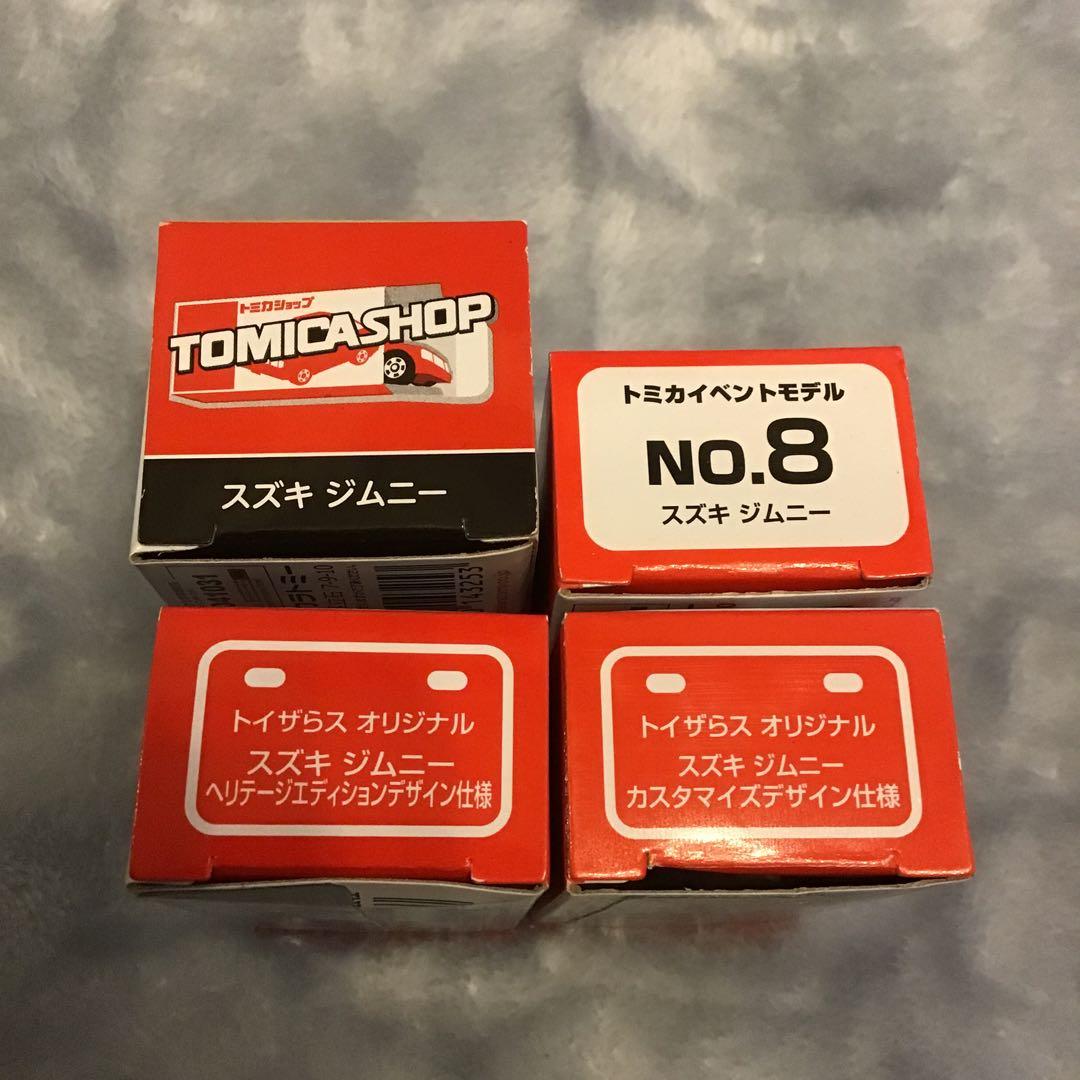 トミカショップ
TOMICASHOP
スズキ ジムニー
トミカイベントモデル
NO.8
スズキ ジムニー
7-9-10
143253
トイザらス オリジナル
スズキ ジムニー
ヘリテージエディションデザイン仕様
トイザらス オリジナル
スズキ ジムニー
カスタマイズデザイン仕様